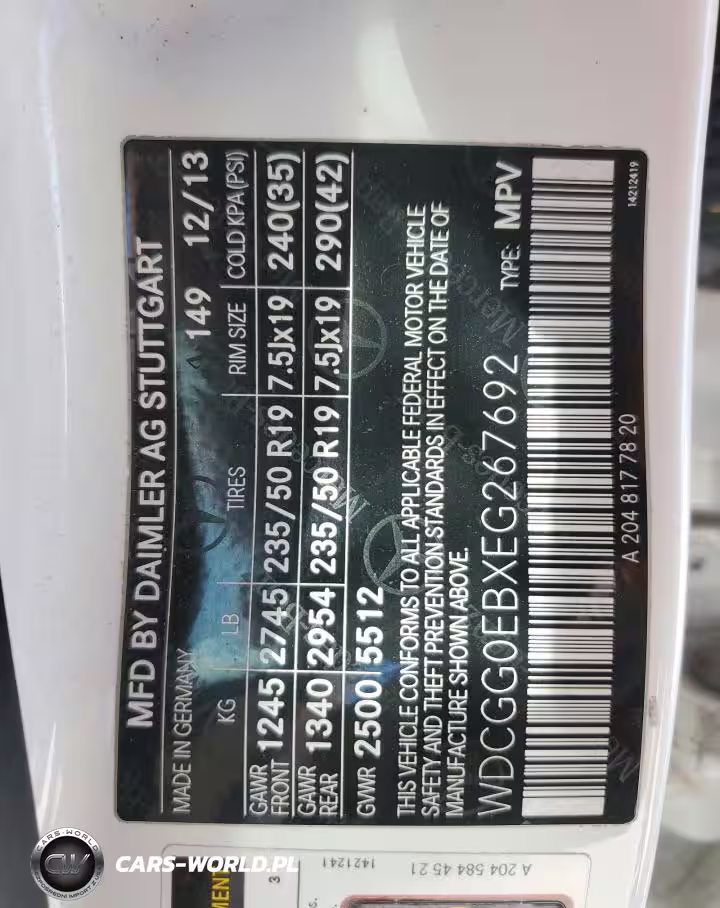 MFD BY DAIMLER AG STUTTGART
MADE IN GERMANY 149 12/13
KG LB TIRES RIM SIZE COLD KPA(PSI)
GAWR FRONT 1245 2745 235/50 R19 7.5Jx19 240(35)
GAWR REAR 1340 2954 235/50 R19 7.5Jx19 290(42)
GVWR 2500 5512
THIS VEHICLE CONFORMS TO ALL APPLICABLE FEDERAL MOTOR VEHICLE
SAFETY AND THEFT PREVENTION STANDARDS IN EFFECT ON THE DATE OF
MANUFACTURE SHOWN ABOVE.
WDCGG0EBXEG267692 TYPE: MPV
A 204 817 78 20
14212419
A 204 584 45 21
1421241
3
CARS-WORLD
CW
CARS-WORLD.PL